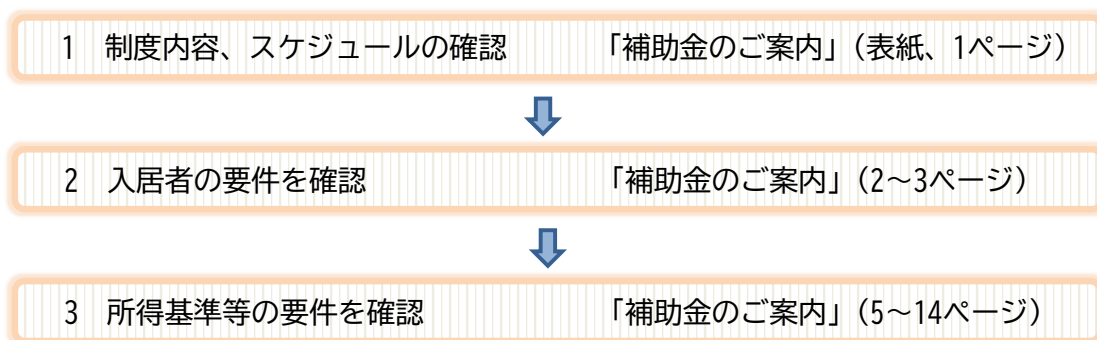 1 制度内容、スケジュールの確認 「補助金のご案内」(表紙、1ページ)
2 入居者の要件を確認 「補助金のご案内」(2~3ページ)
3 所得基準等の要件を確認 「補助金のご案内」(5~14ページ)